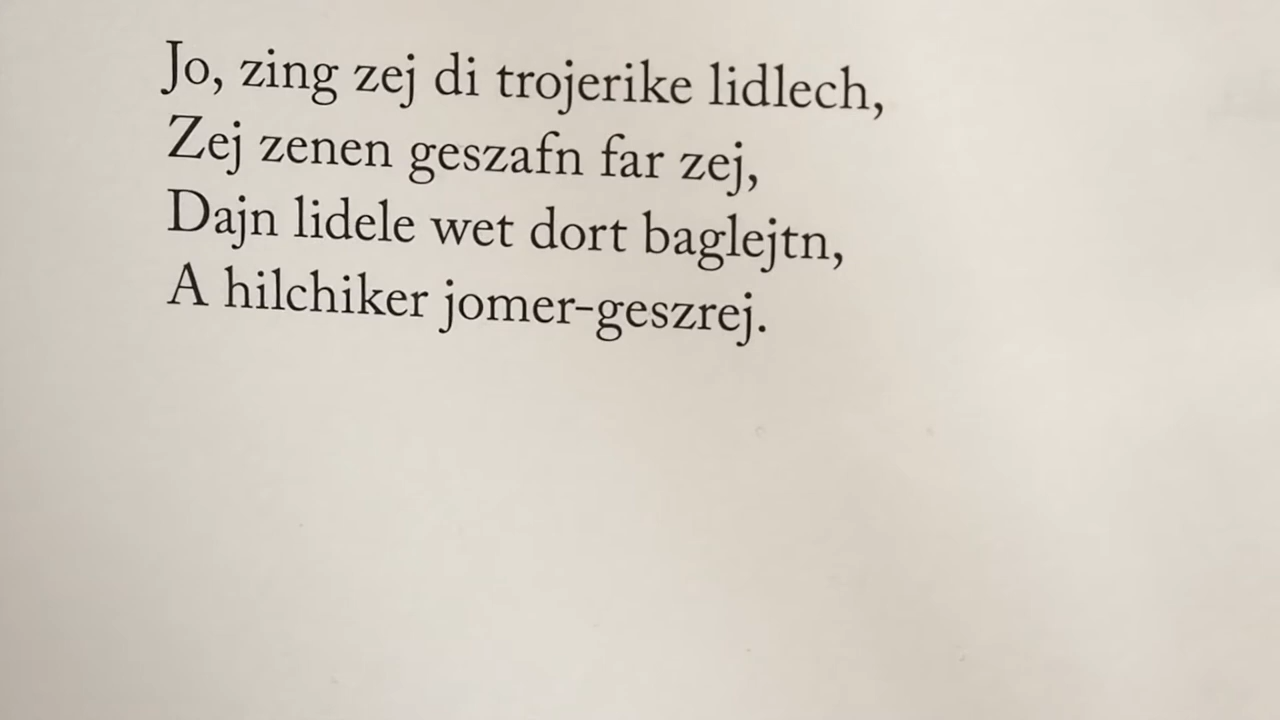 Jo, zing zej di trojerike lidlech,
Zej zenen geszafn far zej,
Dajn lidele wet dort baglejtn,
A hilchiker jomer-geszrej.